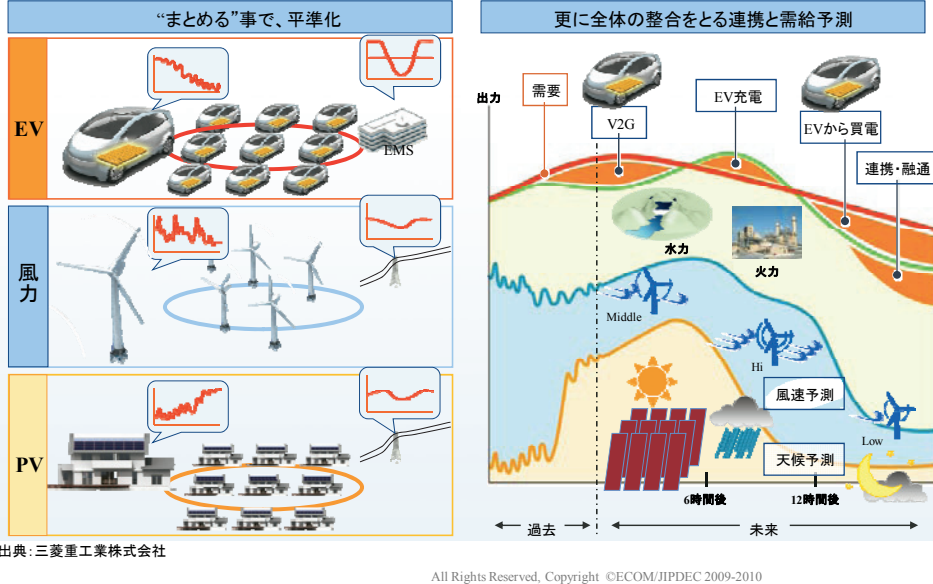 “まとめる”事で、平準化
更に全体の整合をとる連携と需給予測
EV
EMS
風力
PV
出力
需要
V2G
EV充電
EVから買電
連携・融通
水力
火力
Middle
Hi
風速予測
Low
天候予測
6時間後
12時間後
過去
未来
出典：三菱重工業株式会社
All Rights Reserved, Copyright ©ECOM/JIPDEC 2009-2010